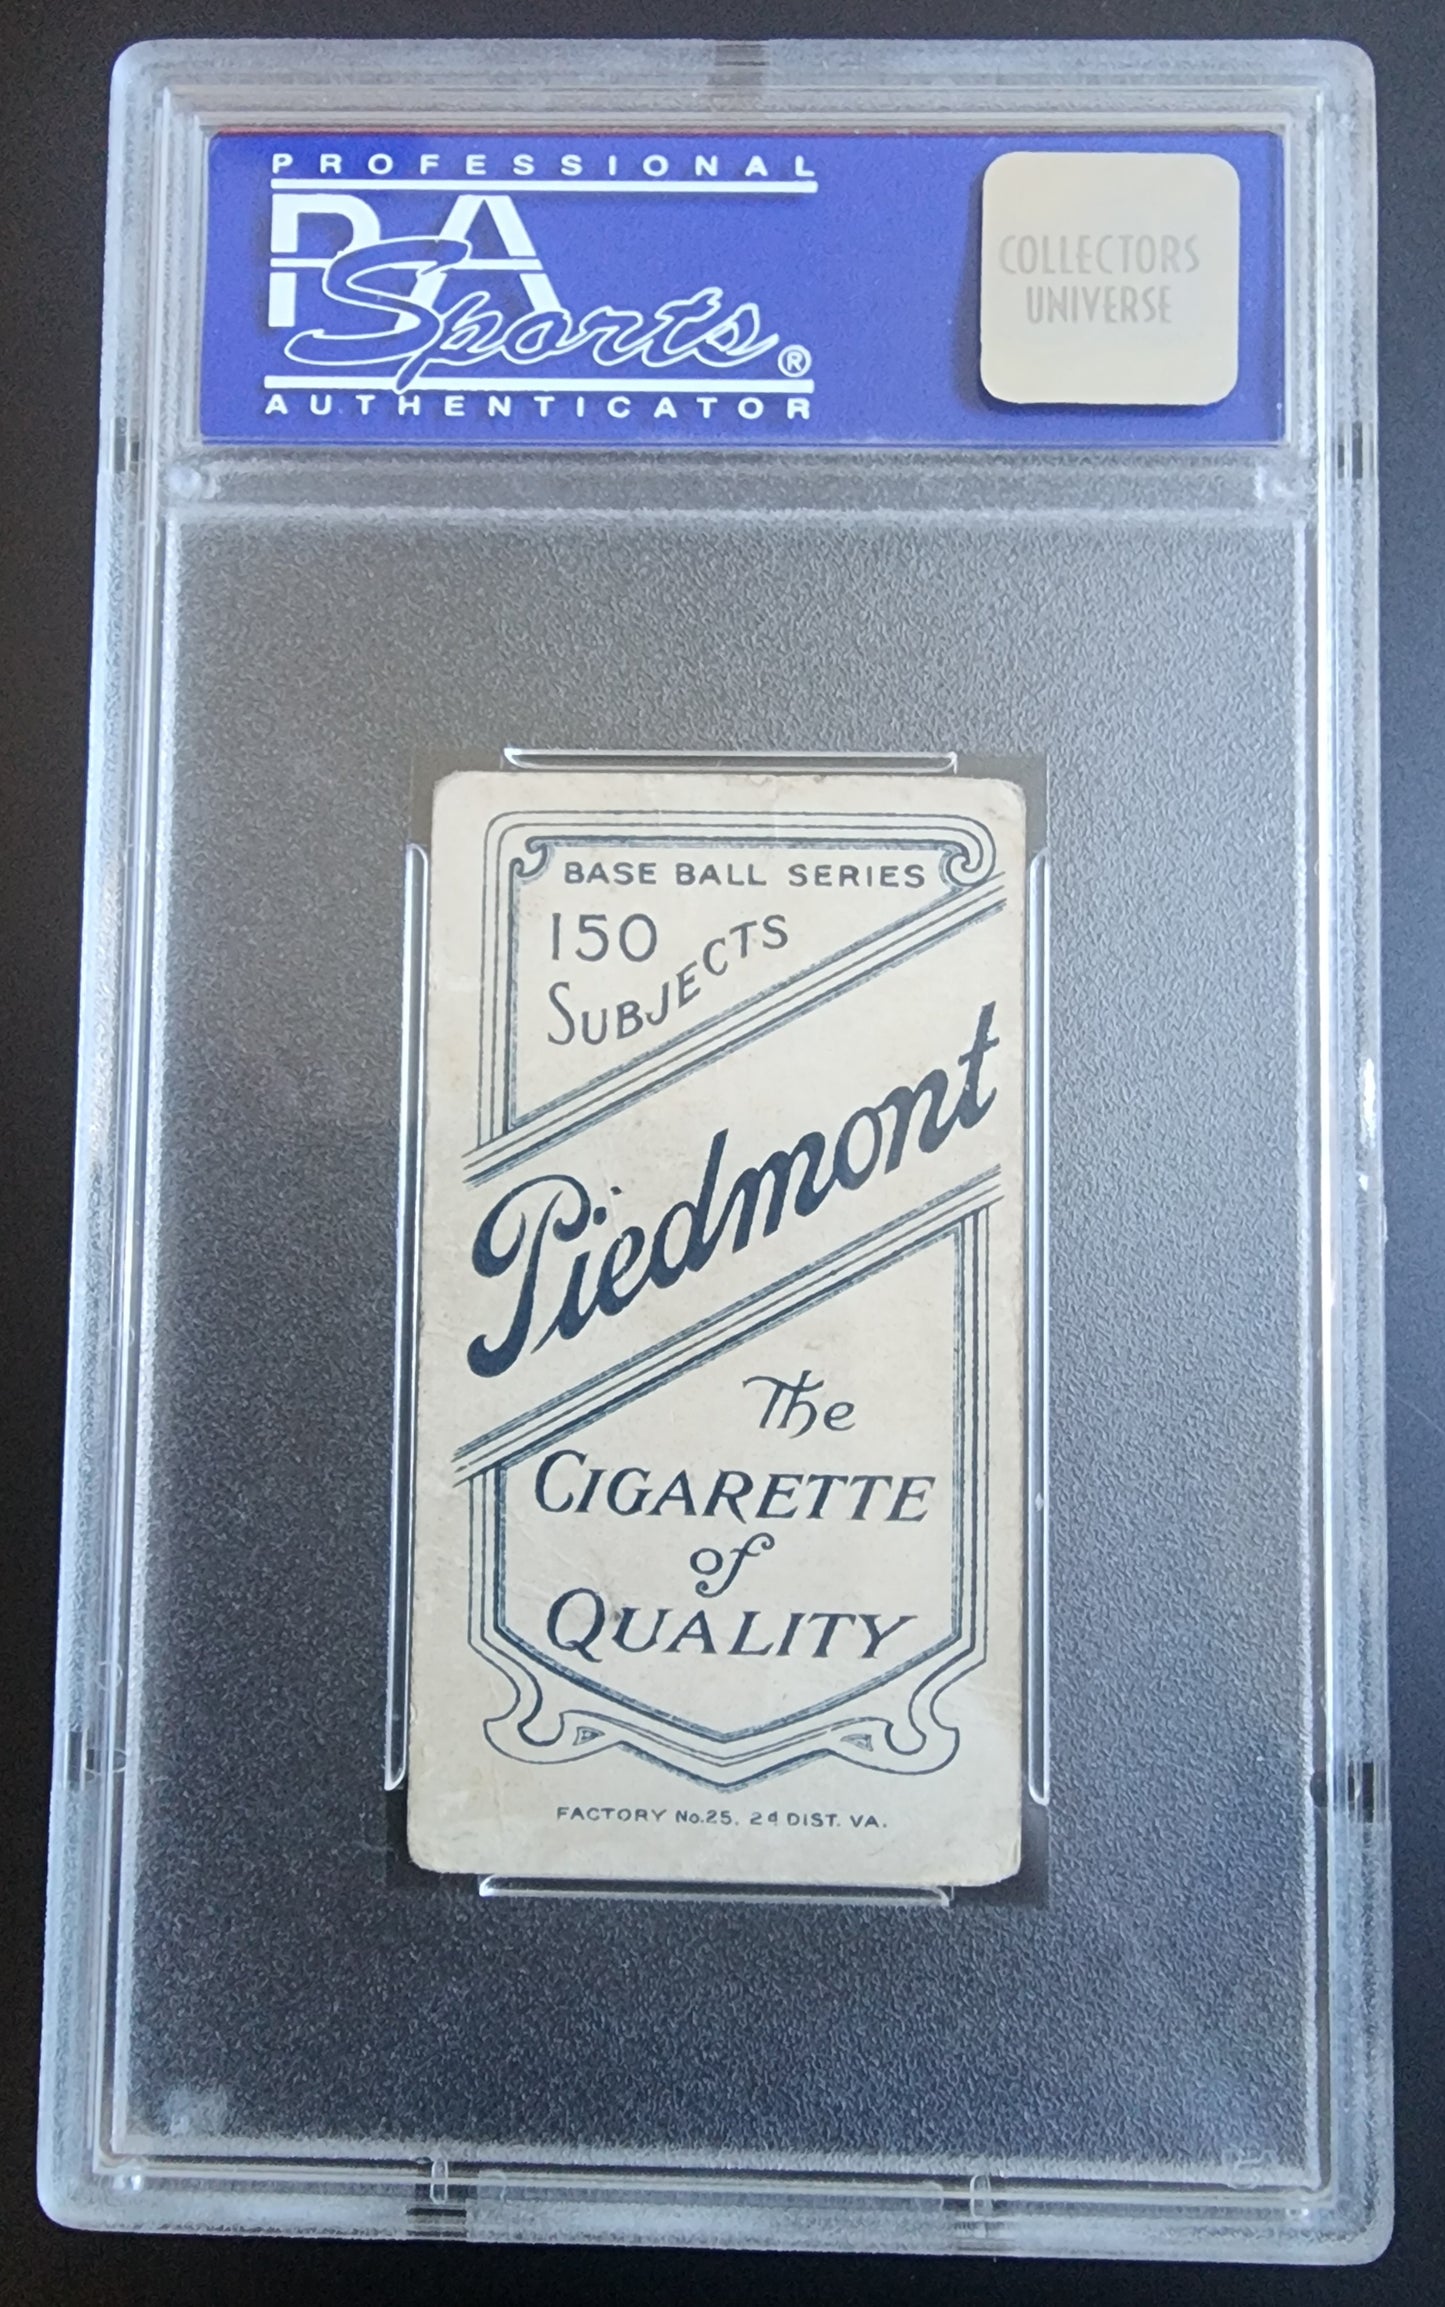 PROFESSIONAL
PSA
Sports®
AUTHENTICATOR
COLLECTORS
UNIVERSE
BASE BALL SERIES
150
SUBJECTS
Piedmont
The
CIGARETTE
of
QUALITY
FACTORY No.25, 2d DIST. VA.